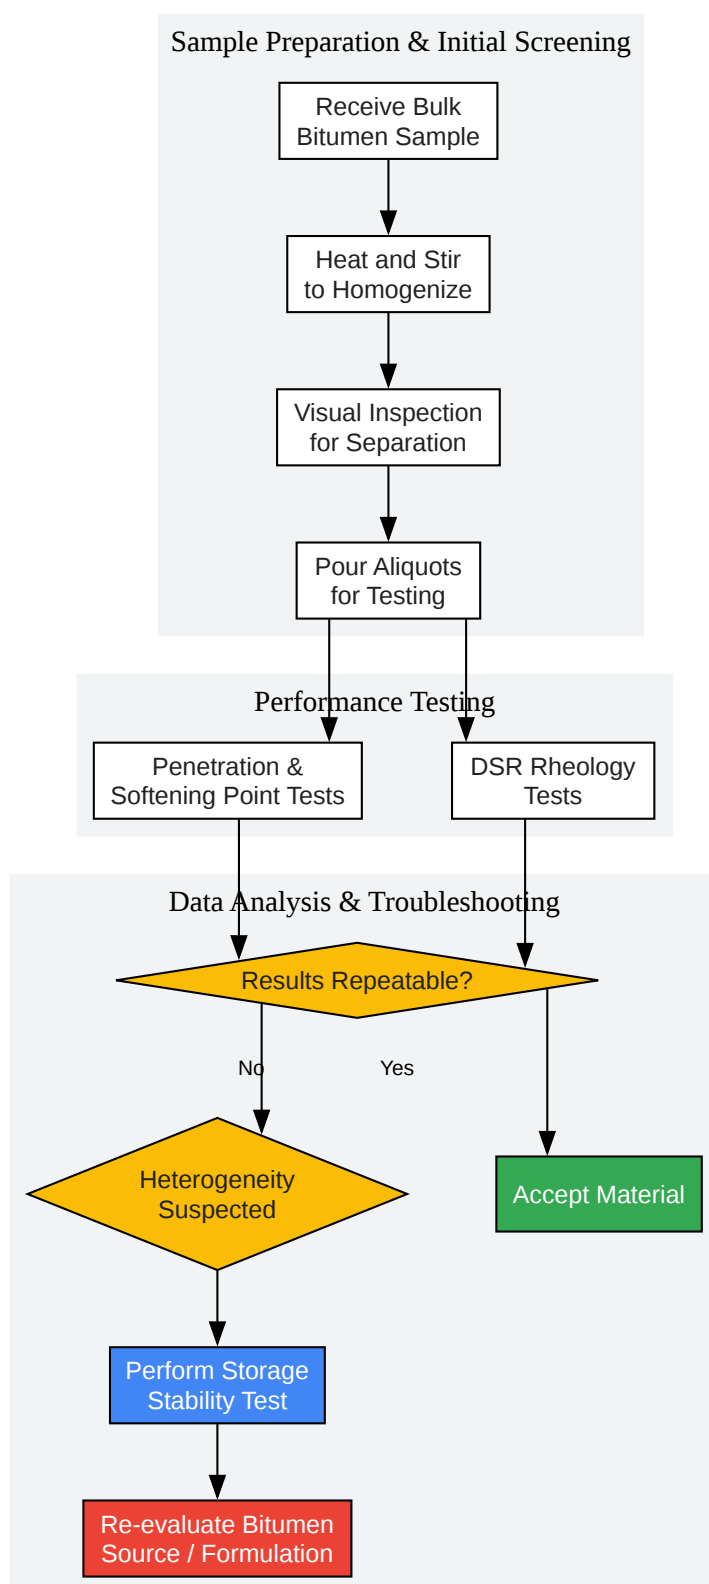 Sample Preparation & Initial Screening
Receive Bulk
Bitumen Sample
Heat and Stir
to Homogenize
Visual Inspection
for Separation
Pour Aliquots
for Testing
Performance Testing
Penetration &
Softening Point Tests
DSR Rheology
Tests
Data Analysis & Troubleshooting
Results Repeatable?
No
Yes
Heterogeneity
Suspected
Accept Material
Perform Storage
Stability Test
Re-evaluate Bitumen
Source / Formulation